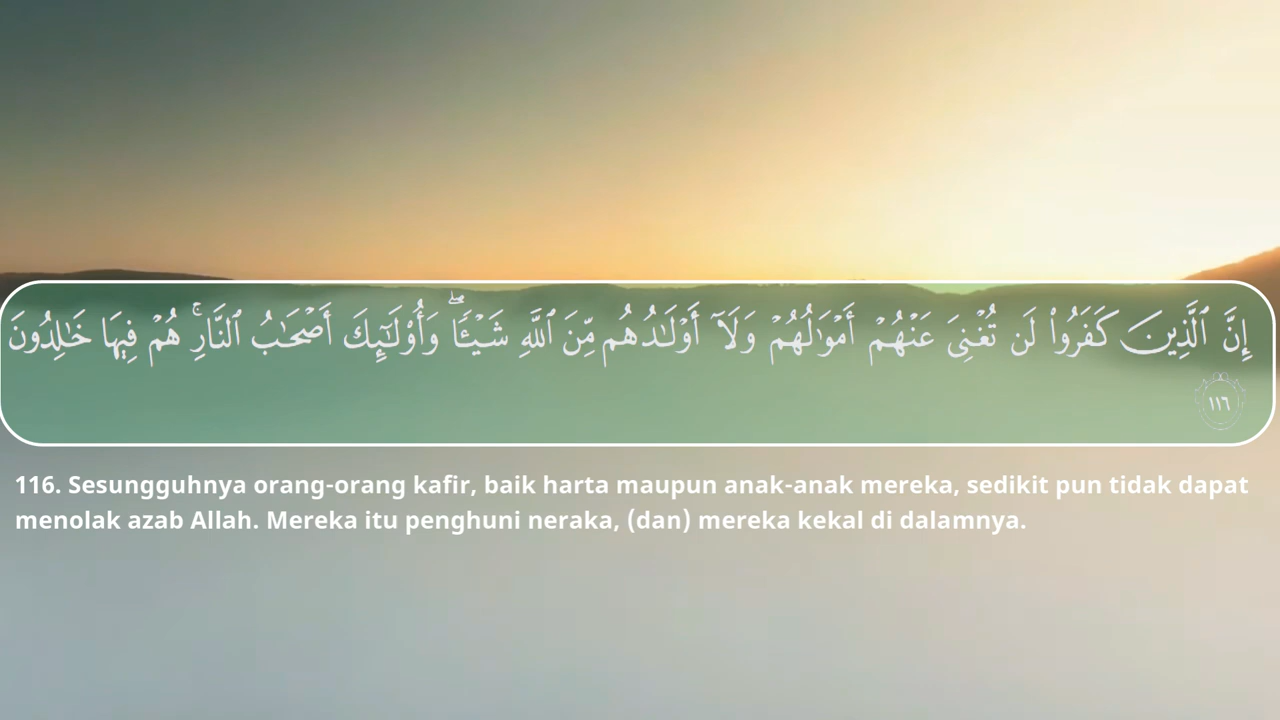 إِنَّ ٱلَّذِينَ كَفَرُوا۟ لَن تُغْنِىَ عَنْهُمْ أَمْوَٰلُهُمْ وَلَآ أَوْلَـٰدُهُم مِّنَ ٱللَّهِ شَيْـًٔا ۖ وَأُو۟لَـٰٓئِكَ أَصْحَـٰبُ ٱلنَّارِ ۚ هُمْ فِيهَا خَـٰلِدُونَ
١١٦
116. Sesungguhnya orang-orang kafir, baik harta maupun anak-anak mereka, sedikit pun tidak dapat
menolak azab Allah. Mereka itu penghuni neraka, (dan) mereka kekal di dalamnya.